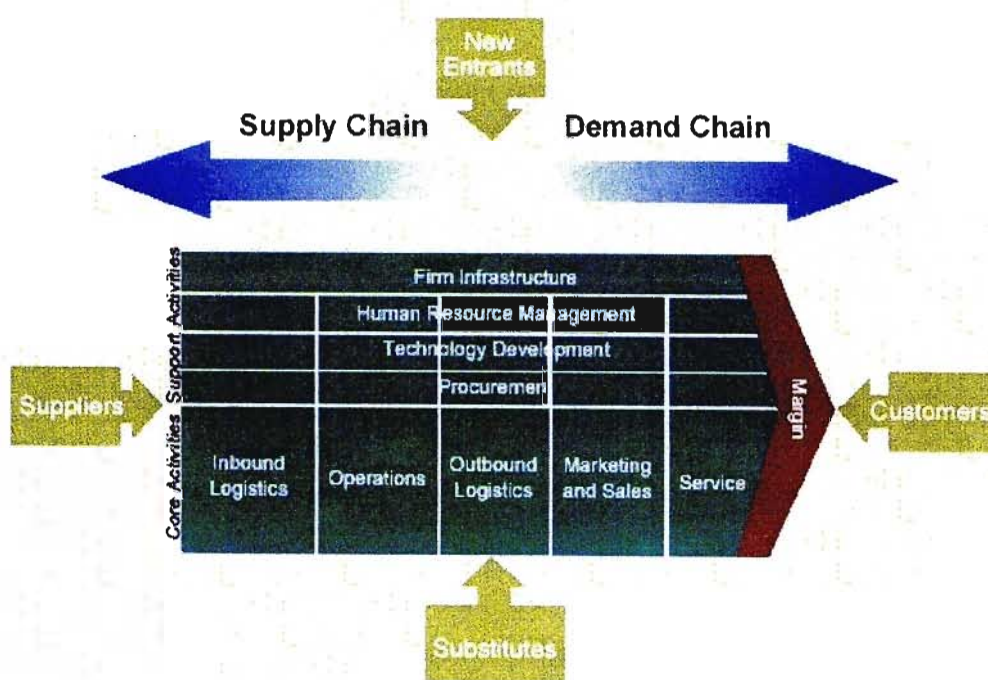 New
Entrants
Supply Chain
Demand Chain
Support Activities
Firm Infrastructure
Human Resource Management
Technology Development
Procuremen
Suppliers
Margin
Customers
Core Activities
Inbound
Logistics
Operations
Outbound
Logistics
Marketing
and Sales
Service
Substitutes